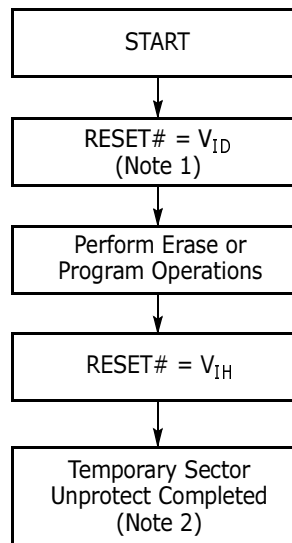 START
RESET# = VID
(Note 1)
Perform Erase or
Program Operations
RESET# = VIH
Temporary Sector
Unprotect Completed
(Note 2)